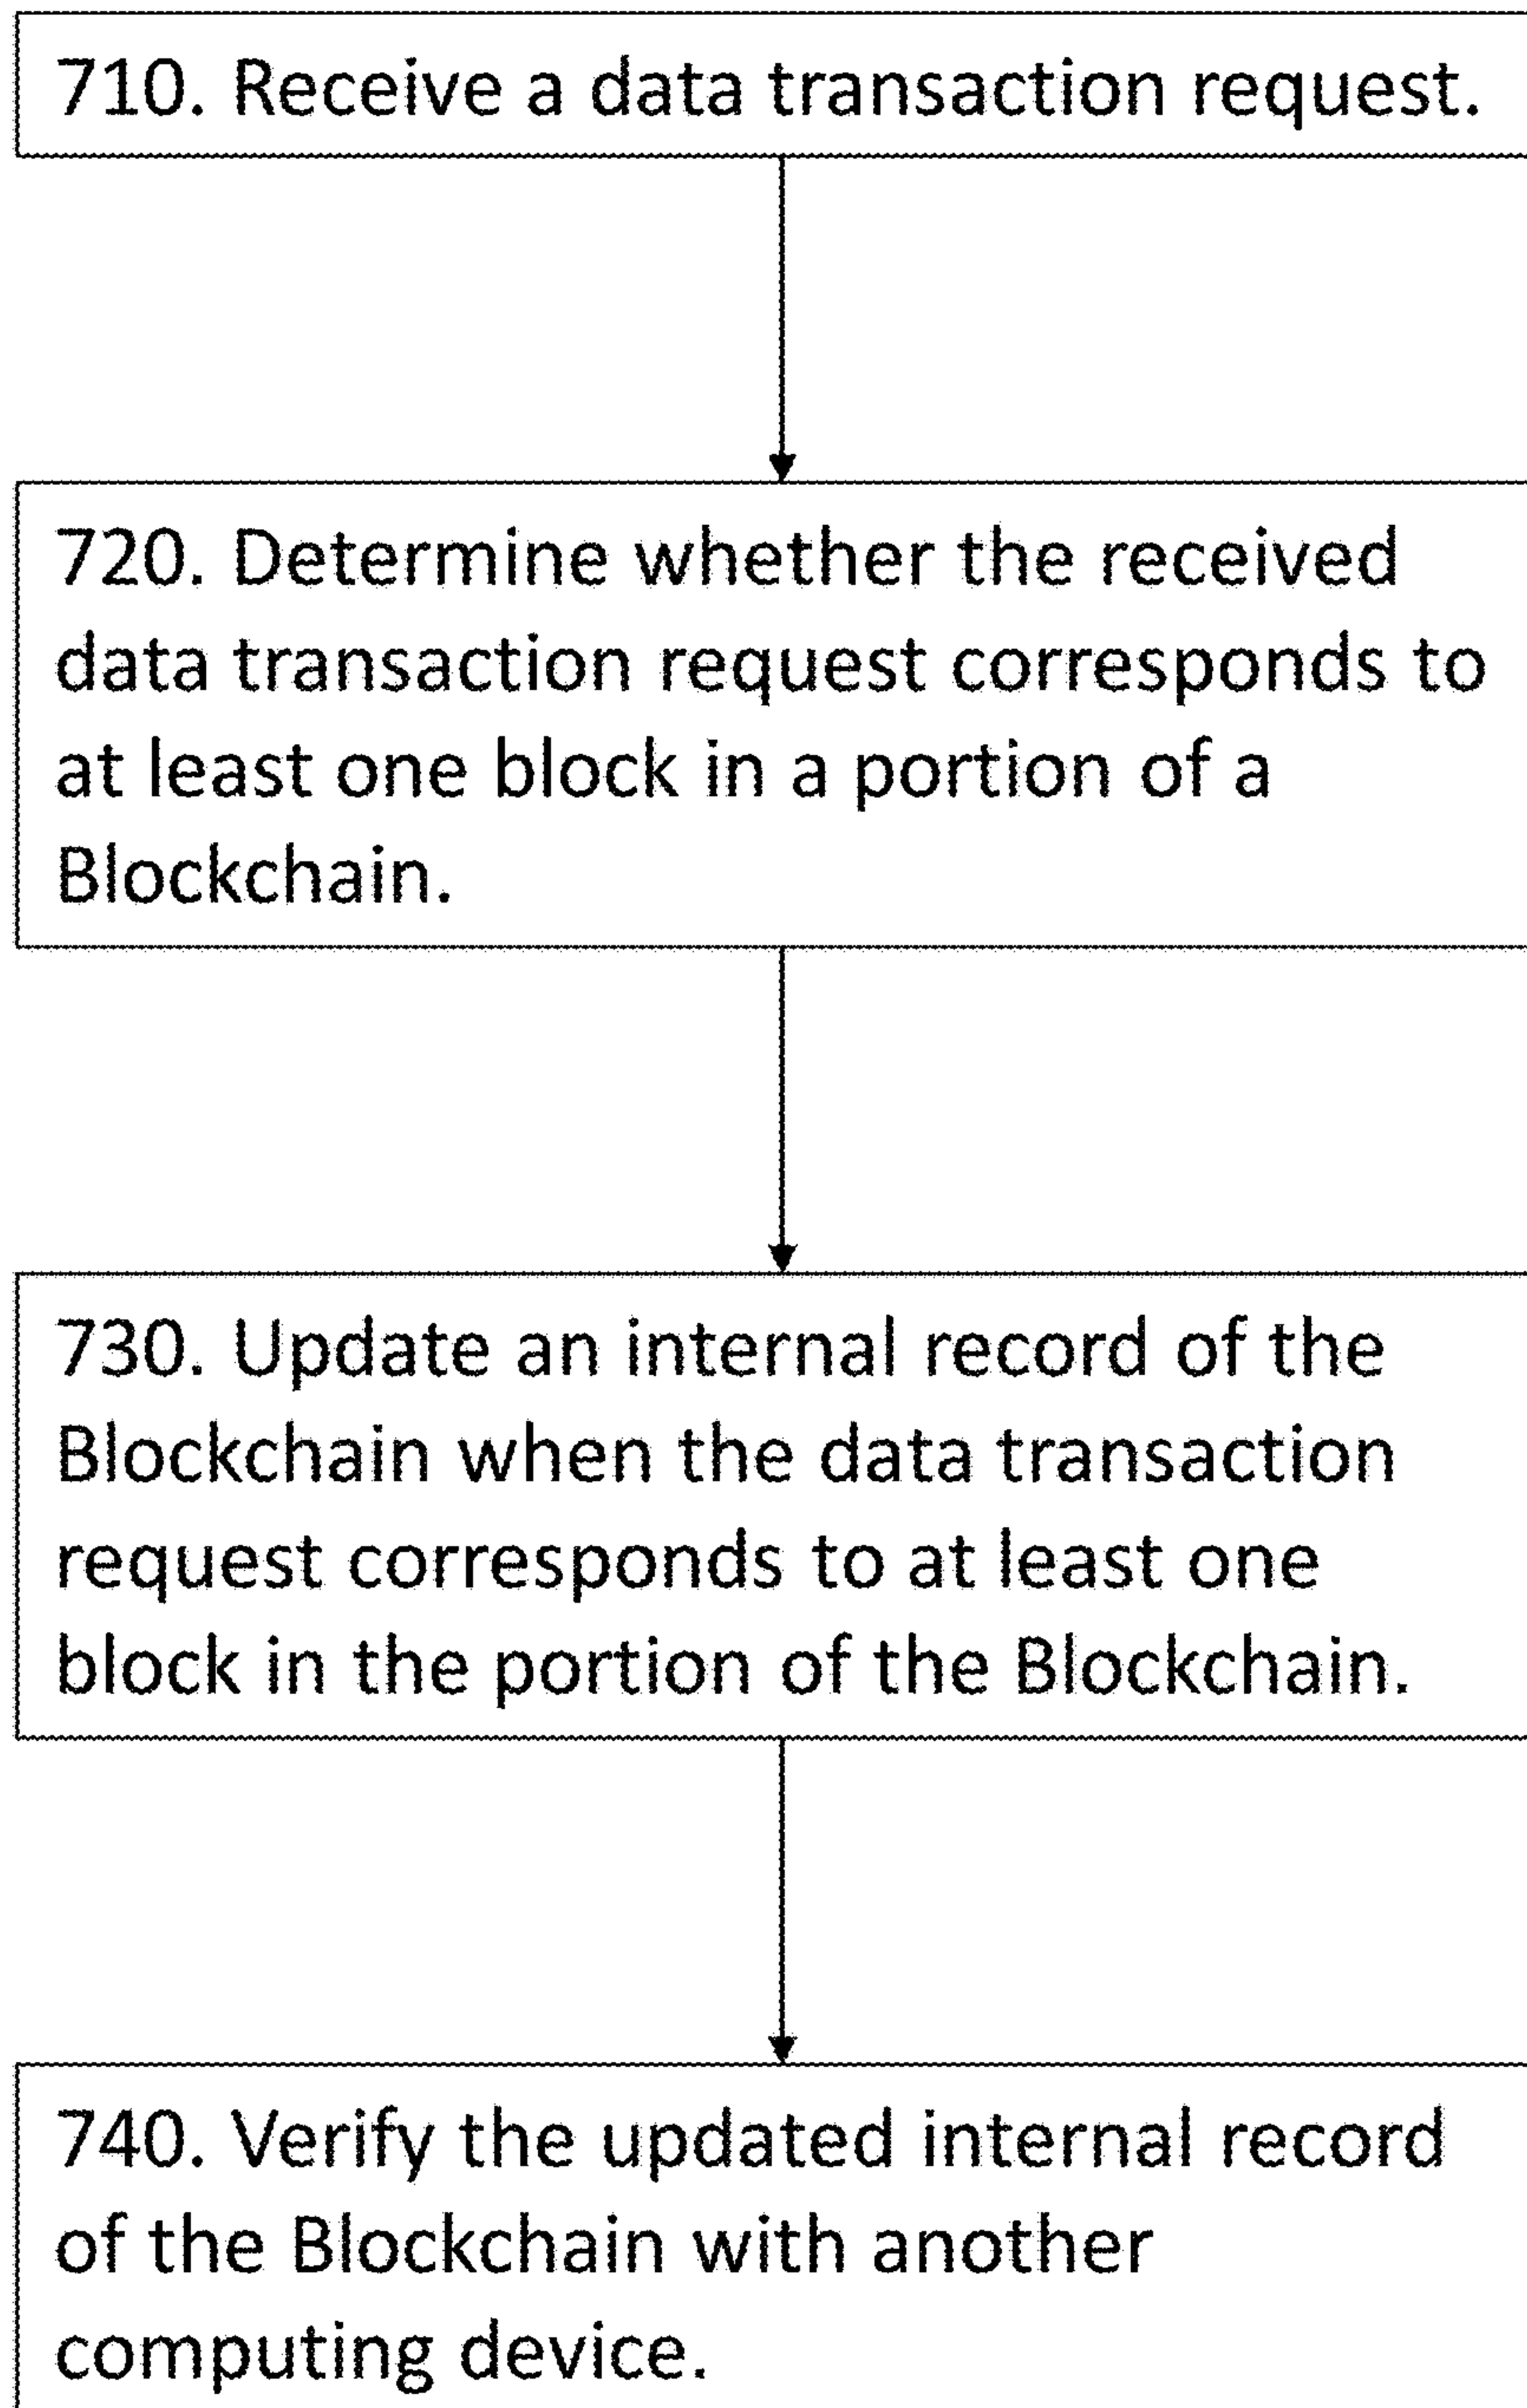 710. Receive a data transaction request.
720. Determine whether the received
data transaction request corresponds to
at least one block in a portion of a
Blockchain.
730. Update an internal record of the
Blockchain when the data transaction
request corresponds to at least one
block in the portion of the Blockchain.
740. Verify the updated internal record
of the Blockchain with another
computing device.